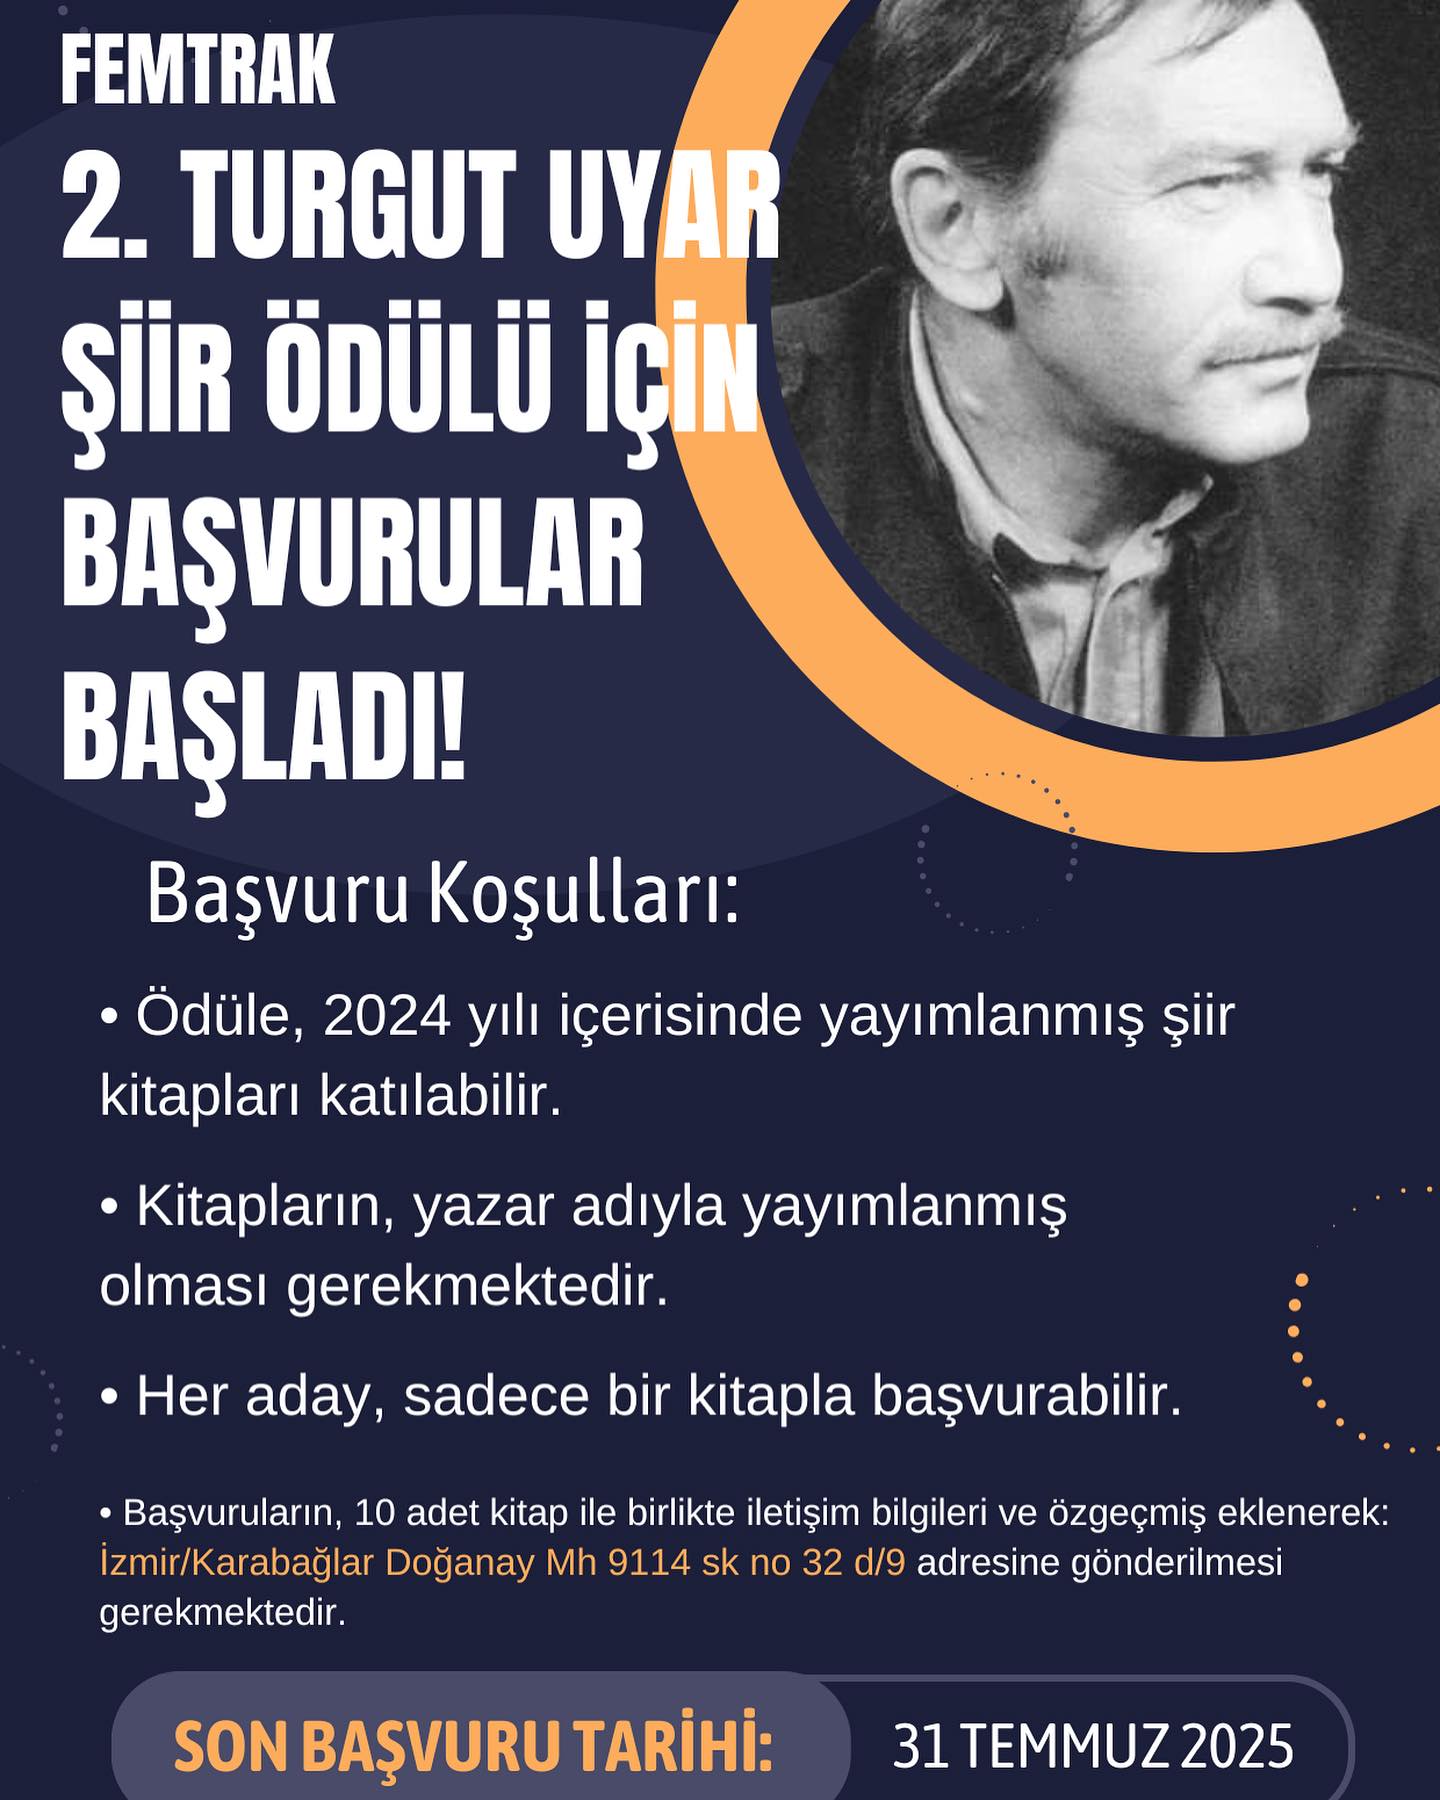 FEMTRAK
2. TURGUT UYAR
ŞİİR ÖDÜLÜ İÇİN
BAŞVURULAR
BAŞLADI!
Başvuru Koşulları:
• Ödüle, 2024 yılı içerisinde yayımlanmış şiir
kitapları katılabilir.
• Kitapların, yazar adıyla yayımlanmış
olması gerekmektedir.
• Her aday, sadece bir kitapla başvurabilir.
• Başvuruların, 10 adet kitap ile birlikte iletişim bilgileri ve özgeçmiş eklenerek:
İzmir/Karabağlar Doğanay Mh 9114 sk no 32 d/9 adresine gönderilmesi
gerekmektedir.
SON BAŞVURU TARİHİ: 31 TEMMUZ 2025